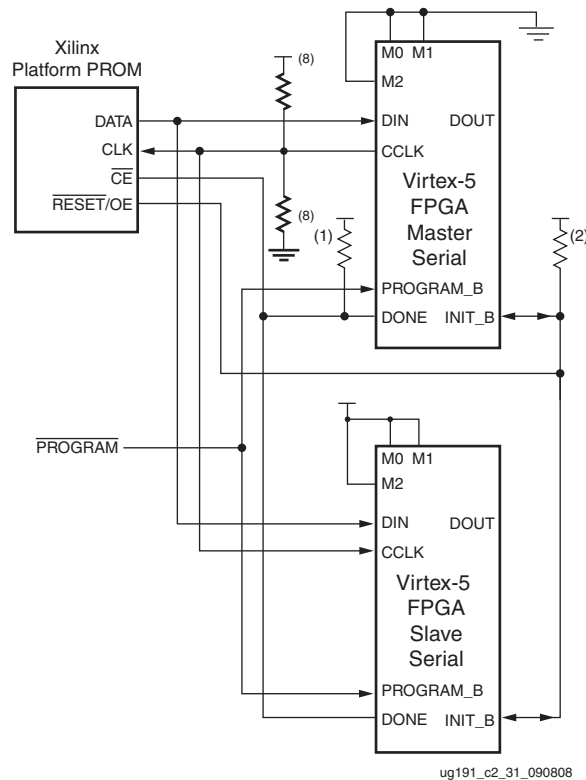 Xilinx
Platform PROM
DATA
CLK
CE
RESET/OE
(8)
(8)
(1)
(2)
M0 M1
M2
DIN DOUT
CCLK
Virtex-5
FPGA
Master
Serial
PROGRAM_B
DONE INIT_B
PROGRAM
M0 M1
M2
DIN DOUT
CCLK
Virtex-5
FPGA
Slave
Serial
PROGRAM_B
DONE INIT_B
ug191_c2_31_090808